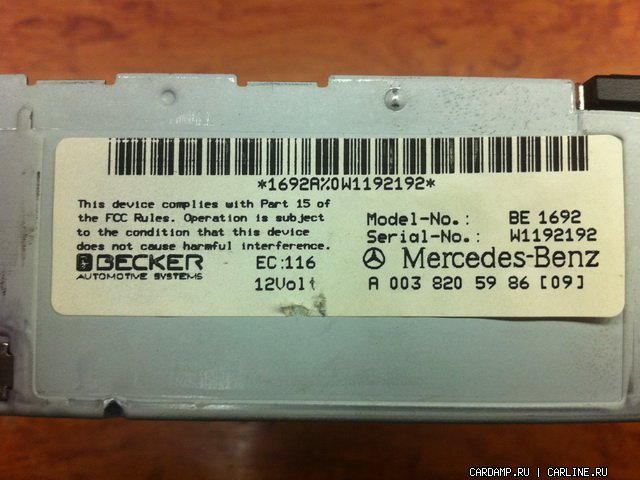 *1692A%0W1192192*
This device complies with Part 15 of
the FCC Rules. Operation is subject
to the condition that this device
does not cause harmful interference.
BECKER
AUTOMOTIVE SYSTEMS
EC:116
12Volt
Model-No.: BE 1692
Serial-No.: W1192192
Mercedes-Benz
A 003 820 59 86 [09]
CARDAMP.RU | CARLINE.RU